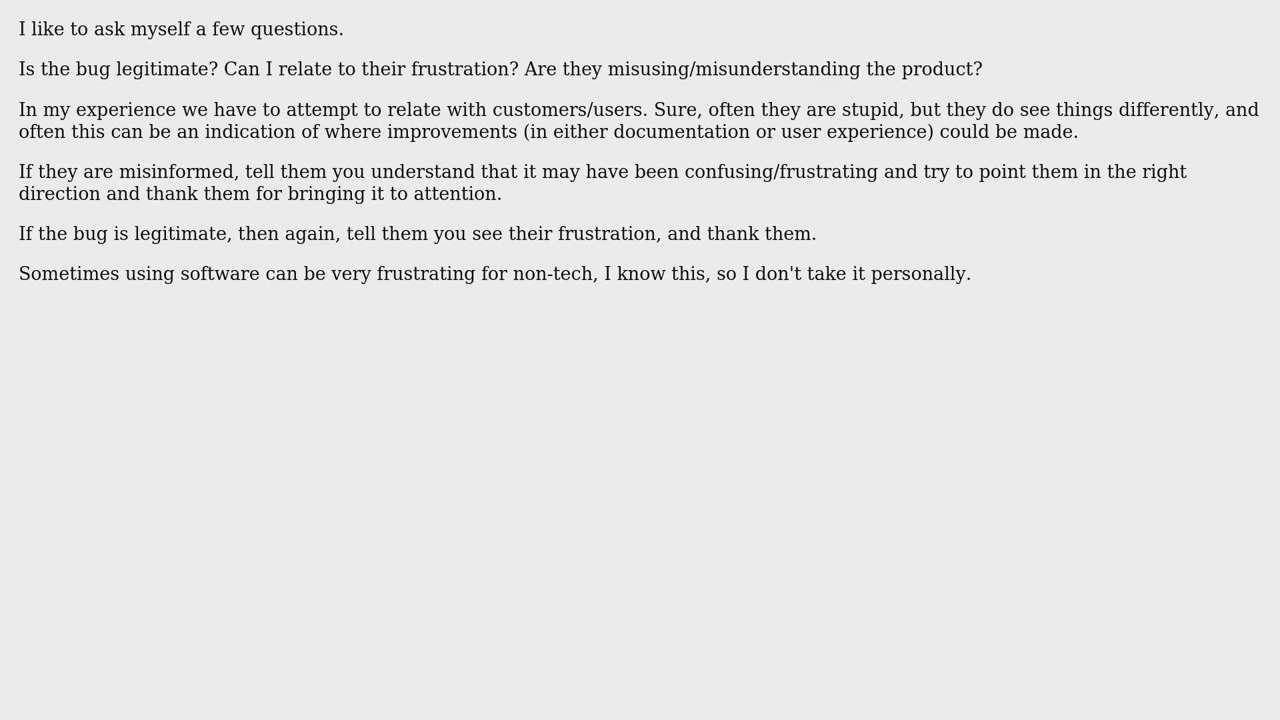 I like to ask myself a few questions.
Is the bug legitimate? Can I relate to their frustration? Are they misusing/misunderstanding the product?
In my experience we have to attempt to relate with customers/users. Sure, often they are stupid, but they do see things differently, and
often this can be an indication of where improvements (in either documentation or user experience) could be made.
If they are misinformed, tell them you understand that it may have been confusing/frustrating and try to point them in the right
direction and thank them for bringing it to attention.
If the bug is legitimate, then again, tell them you see their frustration, and thank them.
Sometimes using software can be very frustrating for non-tech, I know this, so I don't take it personally.